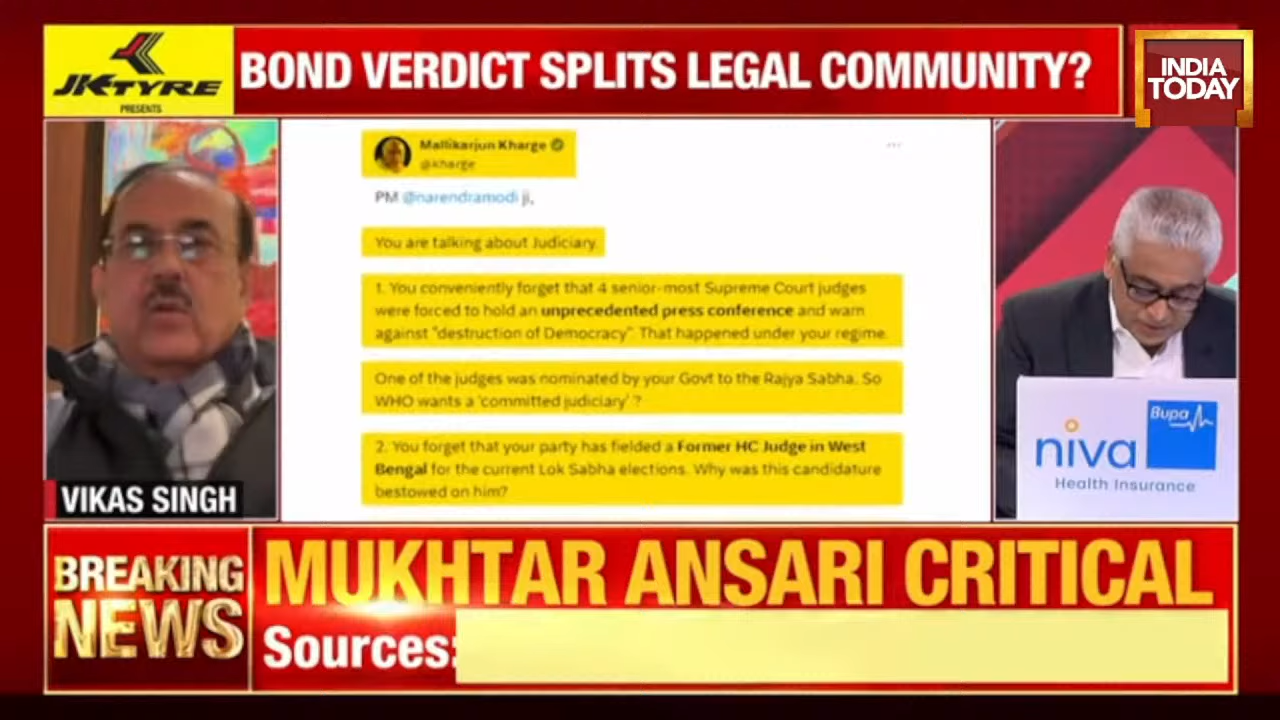 JKTYRE
PRESENTS
BOND VERDICT SPLITS LEGAL COMMUNITY?
INDIA
TODAY
Mallikarjun Kharge
@kharge
PM @narendramodi ji,
You are talking about Judiciary.
1. You conveniently forget that 4 senior-most Supreme Court judges
were forced to hold an unprecedented press conference and warn
against "destruction of Democracy". That happened under your regime.
One of the judges was nominated by your Govt to the Rajya Sabha. So
WHO wants a 'committed judiciary' ?
2. You forget that your party has fielded a Former HC Judge in West
Bengal for the current Lok Sabha elections. Why was this candidature
bestowed on him?
VIKAS SINGH
niva
Bupa
Health Insurance
BREAKING
NEWS
MUKHTAR ANSARI CRITICAL
Sources: